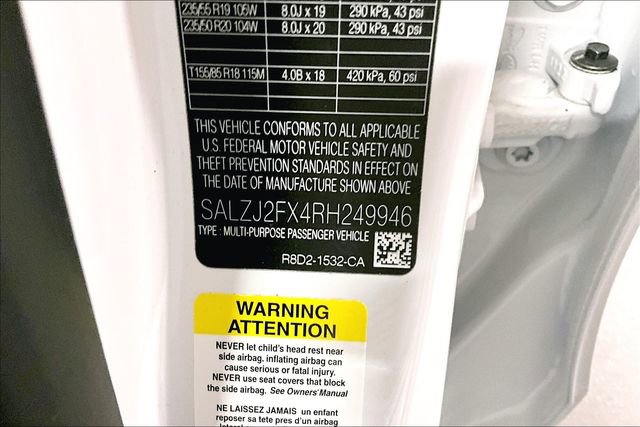 235/55 R19 105W 8.0J x 19 290 kPa, 43 psi
235/50 R20 104W 8.0J x 20 290 kPa, 43 psi
T155/85 R18 115M 4.0B x 18 420 kPa, 60 psi
THIS VEHICLE CONFORMS TO ALL APPLICABLE
U.S. FEDERAL MOTOR VEHICLE SAFETY AND
THEFT PREVENTION STANDARDS IN EFFECT ON
THE DATE OF MANUFACTURE SHOWN ABOVE
SALZJ2FX4RH249946
TYPE : MULTI-PURPOSE PASSENGER VEHICLE
R8D2-1532-CA
WARNING
ATTENTION
NEVER let child's head rest near
side airbag. inflating airbag can
cause serious or fatal injury.
NEVER use seat covers that block
the side airbag. See Owners' Manual
NE LAISSEZ JAMAIS un enfant
reposer sa tete pres d'un airbag